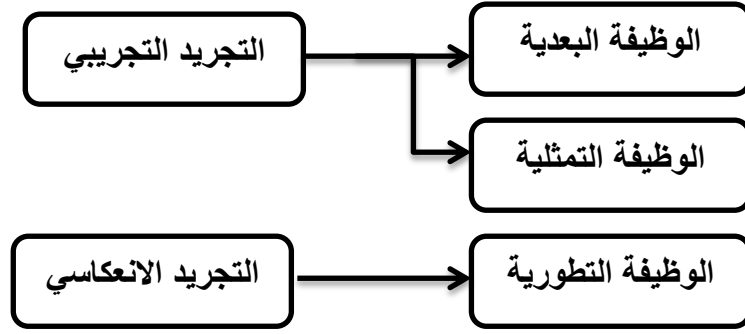 التجريد التجريبي
الوظيفة البعدية
الوظيفة التمثلية
التجريد الانعكاسي
الوظيفة التطورية